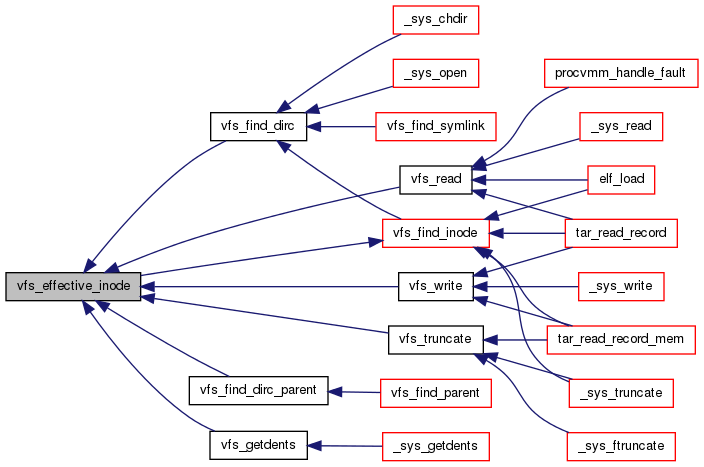 _sys_chdir
_sys_open
procvmm_handle_fault
vfs_find_dirc
vfs_find_symlink
_sys_read
vfs_read
elf_load
vfs_find_inode
tar_read_record
vfs_effective_inode
vfs_write
_sys_write
vfs_truncate
tar_read_record_mem
vfs_find_dirc_parent
vfs_find_parent
_sys_truncate
vfs_getdents
_sys_getdents
_sys_ftruncate